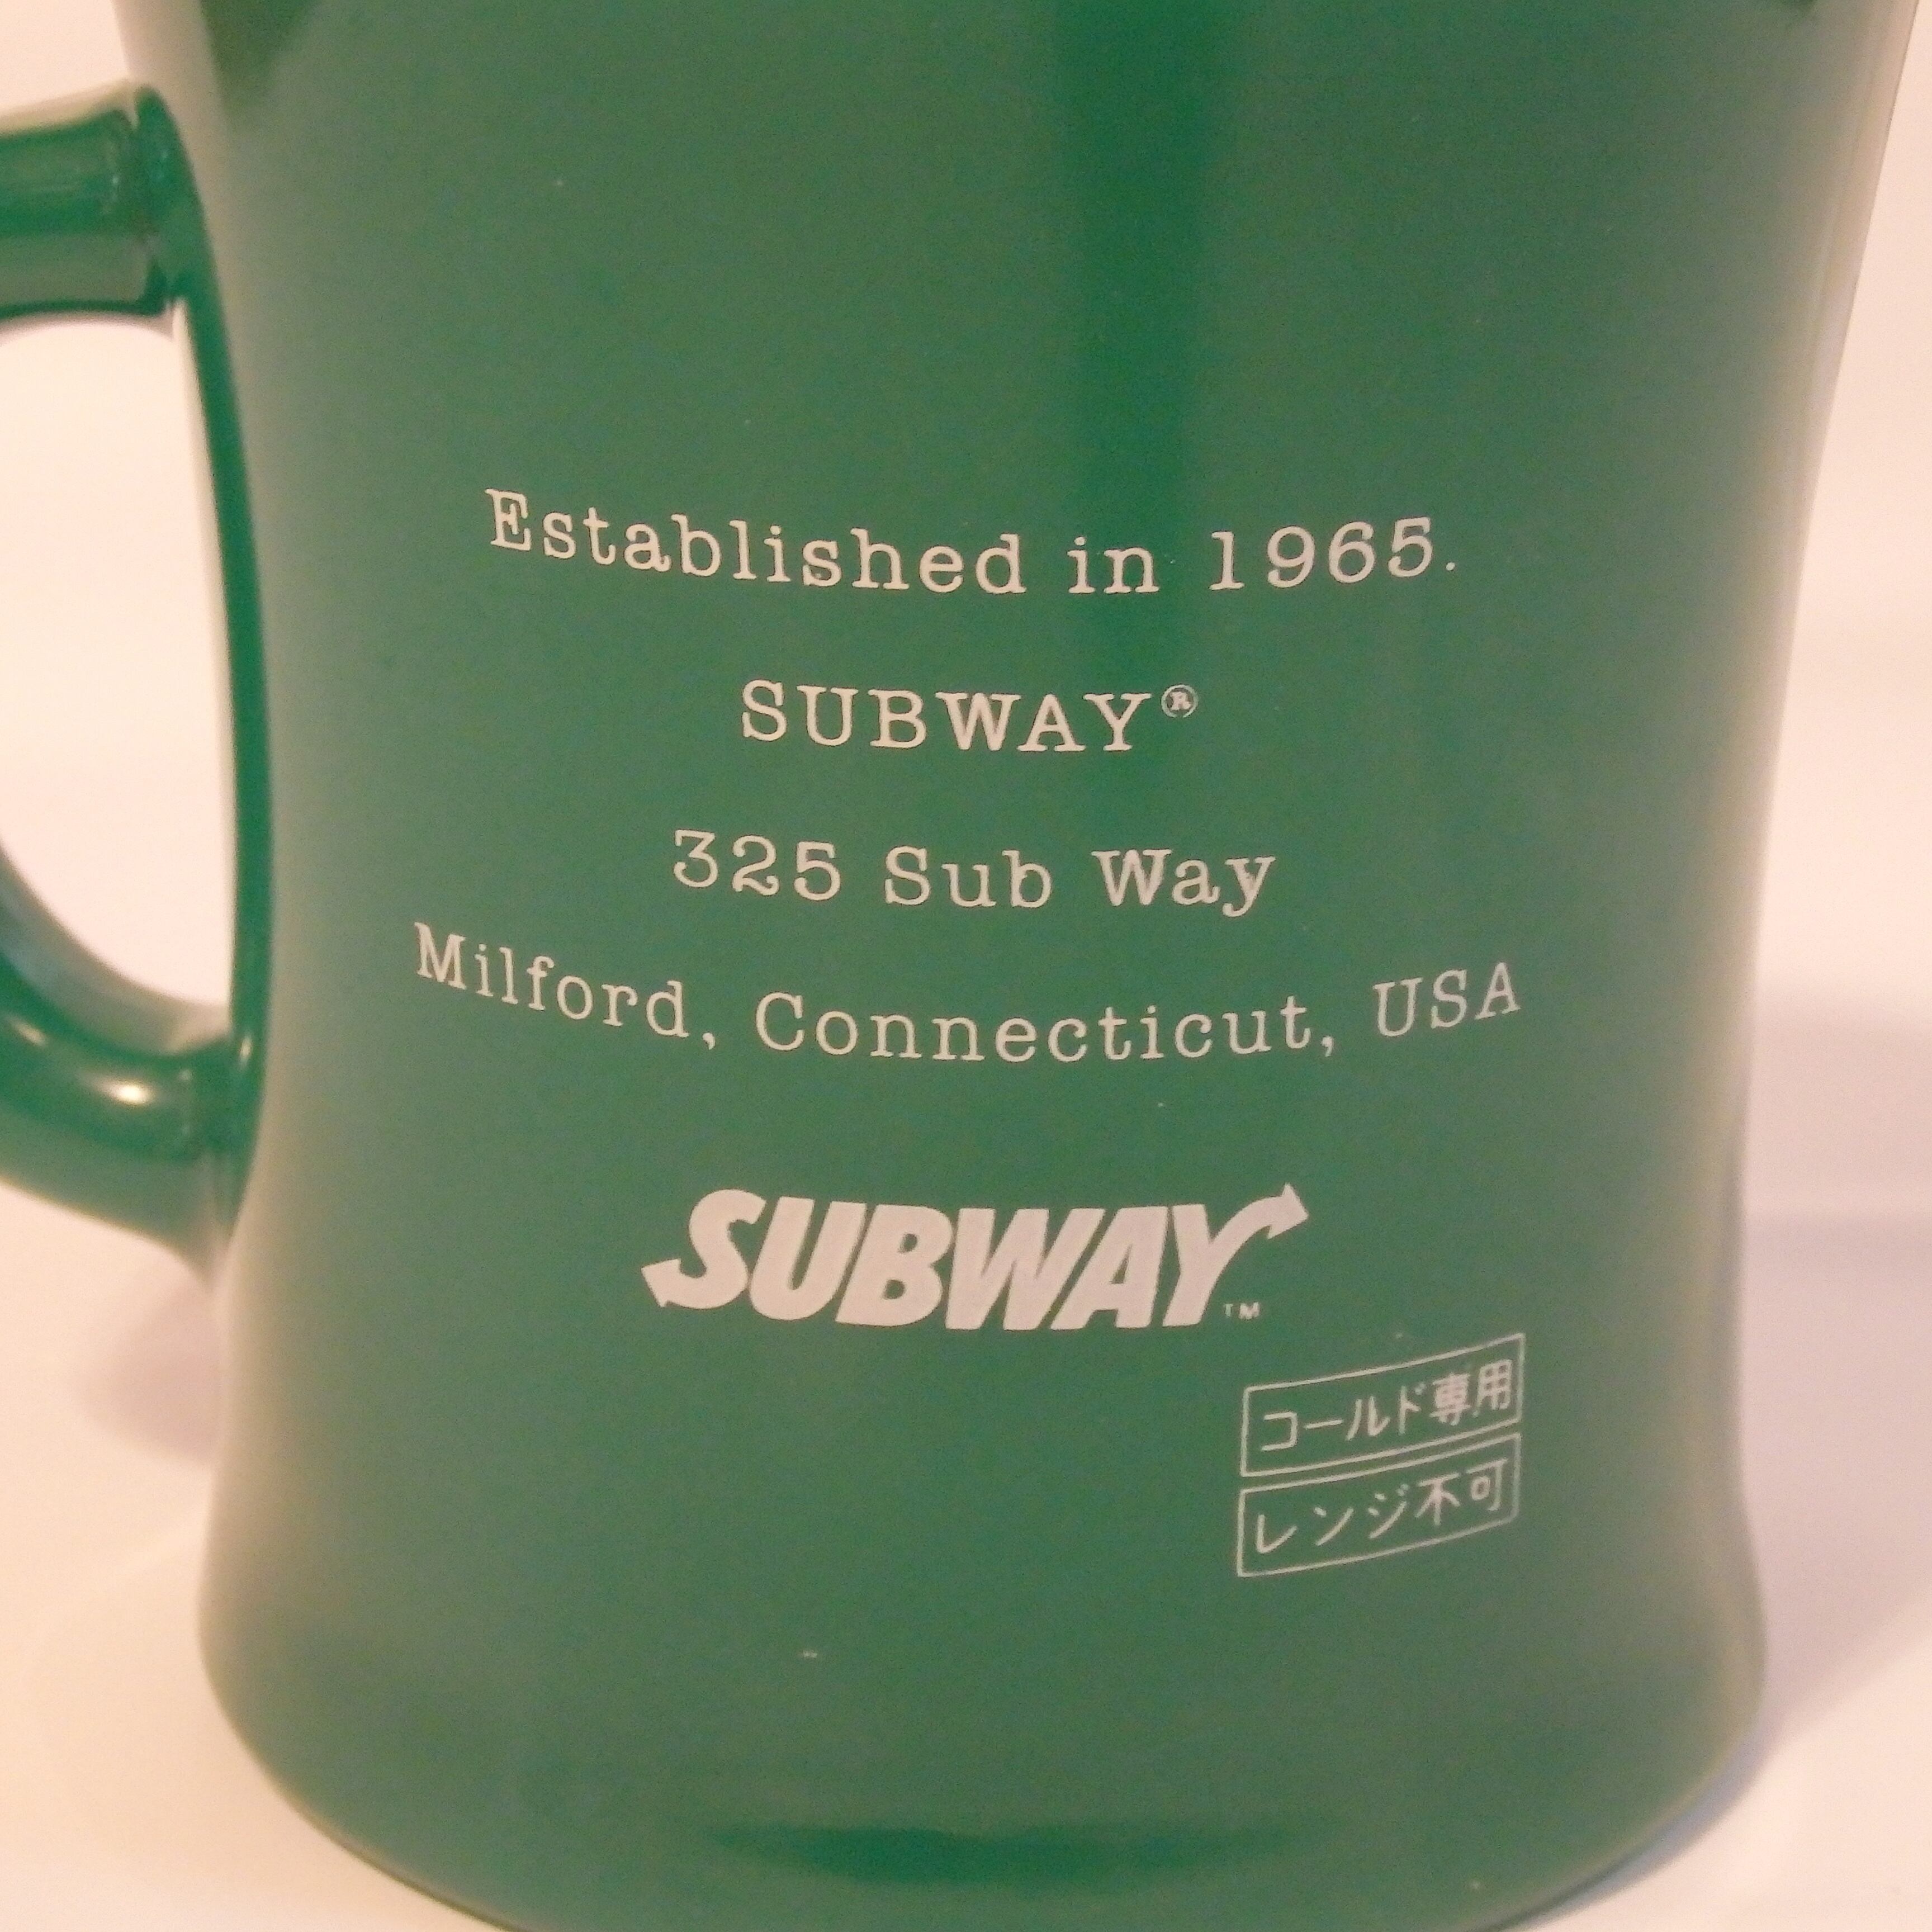 Established in 1965.
SUBWAY®
325 Sub Way
Milford, Connecticut, USA
SUBWAY™
コールド専用
レンジ不可